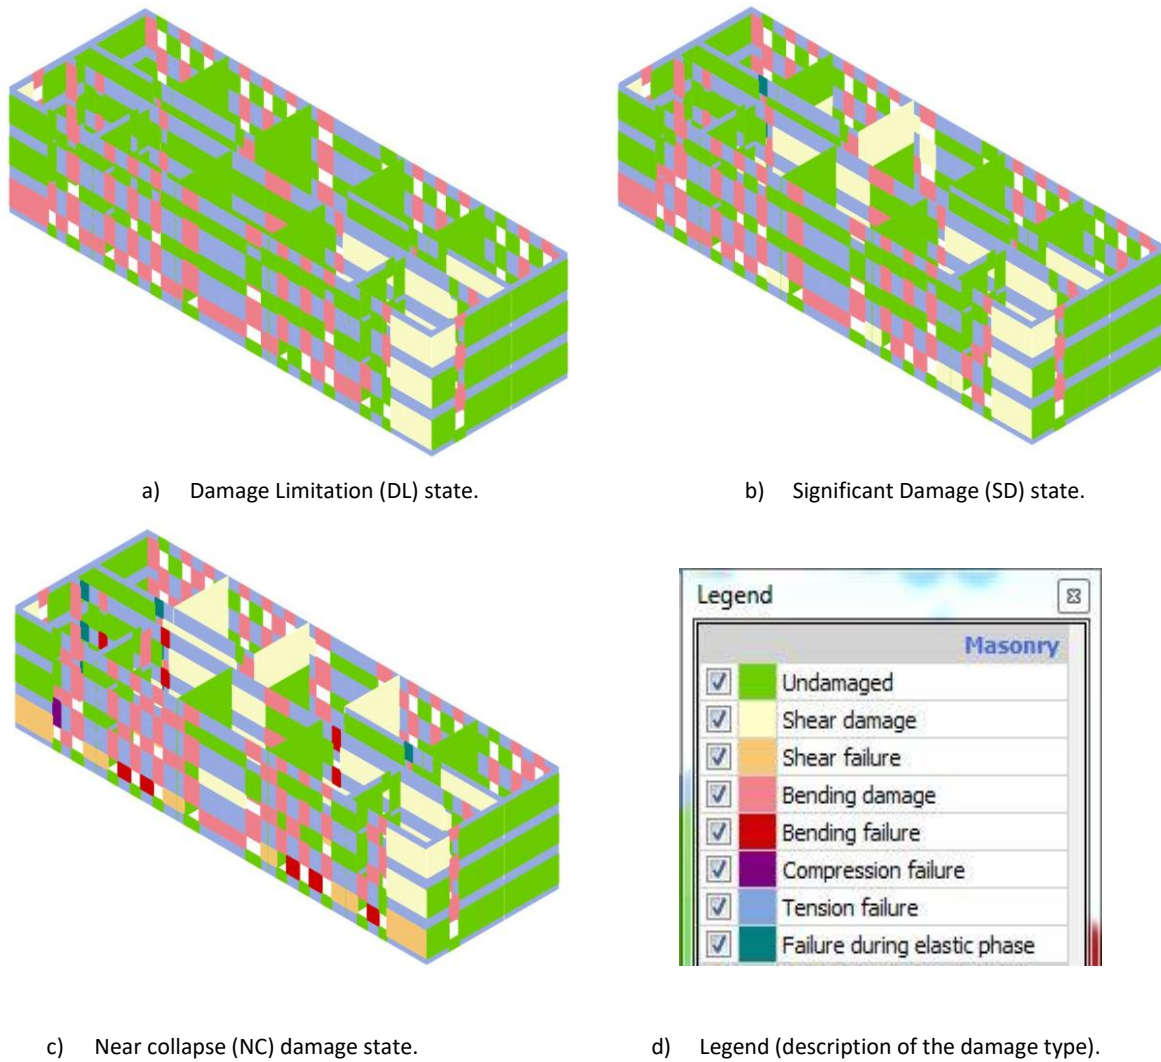 a) Damage Limitation (DL) state.
b) Significant Damage (SD) state.
Legend
Masonry
Undamaged
Shear damage
Shear failure
Bending damage
Bending failure
Compression failure
Tension failure
Failure during elastic phase
c) Near collapse (NC) damage state.
d) Legend (description of the damage type).